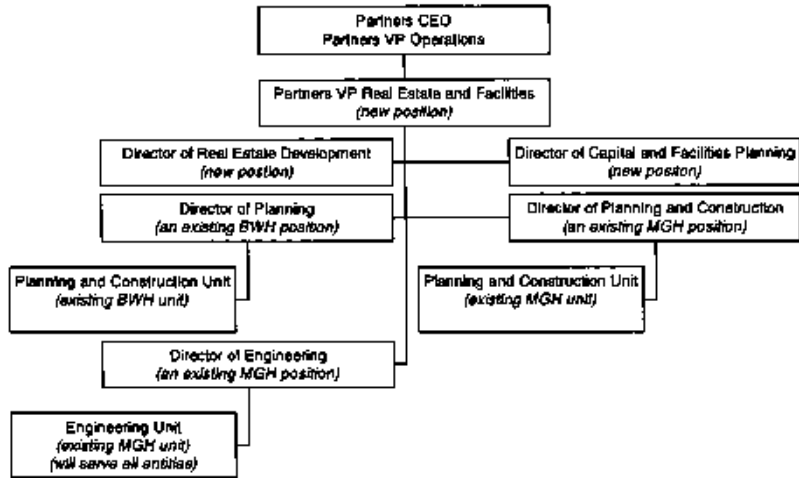 Partners CEO
Partners VP Operations
Partners VP Real Estate and Facilities
(new position)
Director of Real Estate Development
(new postion)
Director of Capital and Facilities Planning
(new positon)
Director of Planning
(an existing BWH position)
Director of Planning and Construction
(an existing MGH position)
Planning and Construction Unit
(existing BWH unit)
Planning and Construction Unit
(existing MGH unit)
Director of Engineering
(an existing MGH position)
Engineering Unit
(existing MGH unit)
(will serve all entities)